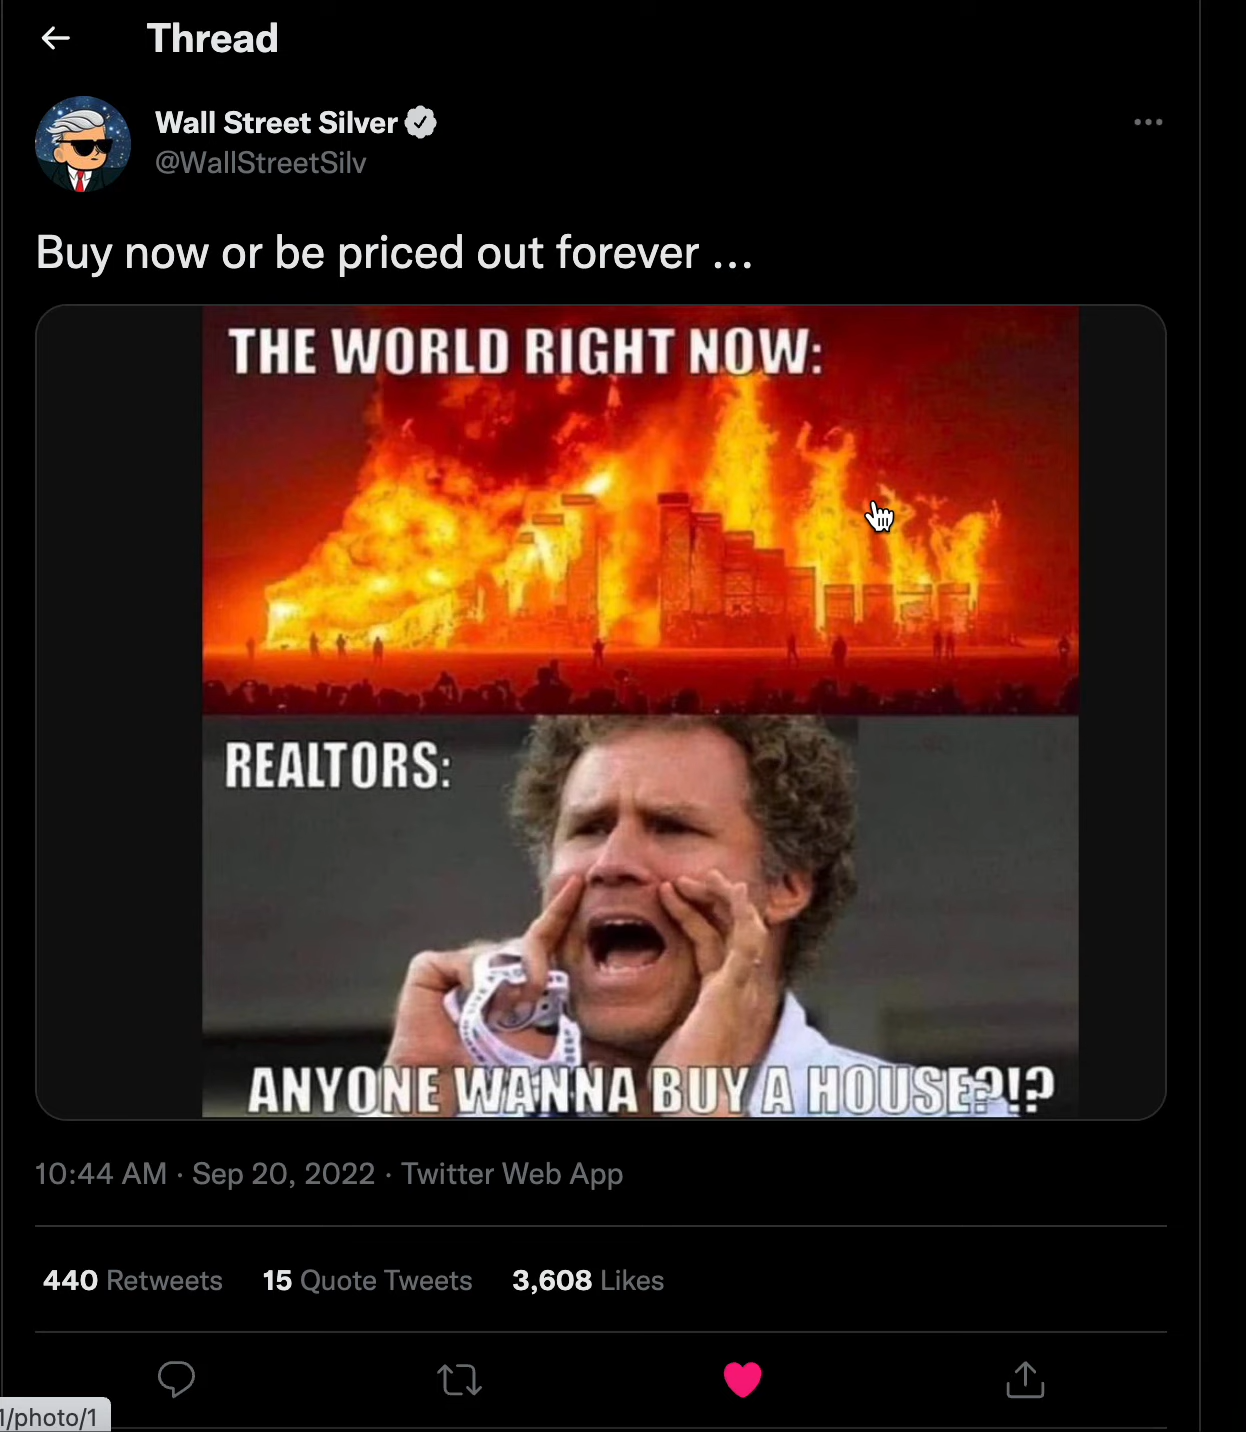 Thread
Wall Street Silver
@WallStreetSilv
Buy now or be priced out forever ...
THE WORLD RIGHT NOW:
REALTORS:
ANYONE WANNA BUY A HOUSE?!?
10:44 AM · Sep 20, 2022 · Twitter Web App
440 Retweets 15 Quote Tweets 3,608 Likes
1/photo/1